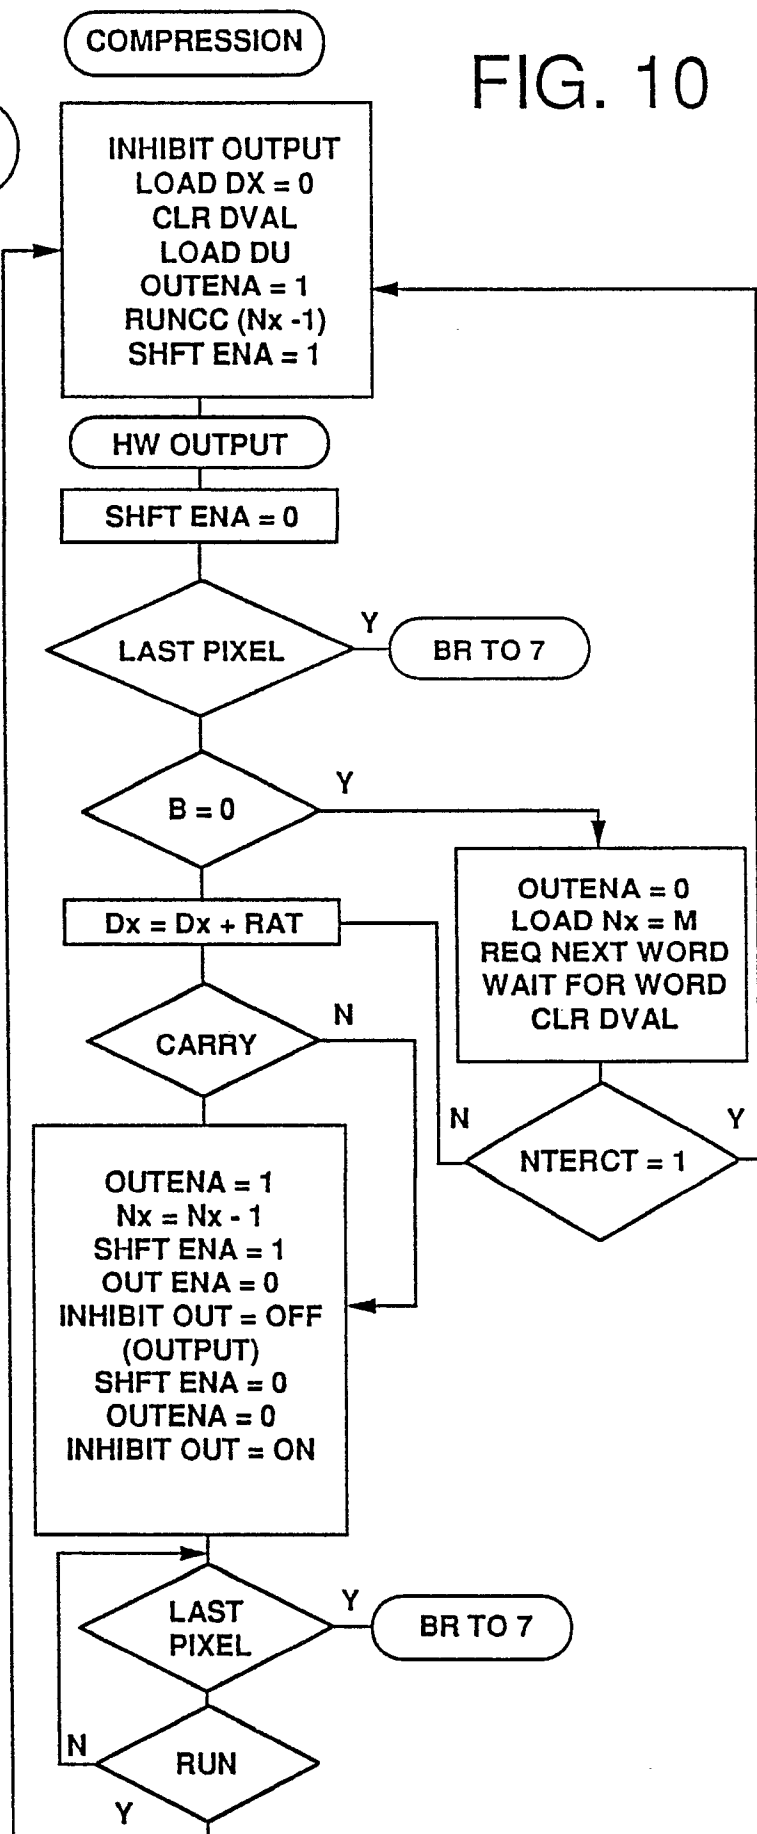 COMPRESSION
FIG. 10
INHIBIT OUTPUT
LOAD DX = 0
CLR DVAL
LOAD DU
OUTENA = 1
RUNCC (Nx -1)
SHFT ENA = 1
HW OUTPUT
SHFT ENA = 0
LAST PIXEL
Y
BR TO 7
B = 0
Y
OUTENA = 0
LOAD Nx = M
REQ NEXT WORD
WAIT FOR WORD
CLR DVAL
Dx = Dx + RAT
CARRY
N
N
NTERCT = 1
Y
OUTENA = 1
Nx = Nx - 1
SHFT ENA = 1
OUT ENA = 0
INHIBIT OUT = OFF
(OUTPUT)
SHFT ENA = 0
OUTENA = 0
INHIBIT OUT = ON
LAST
PIXEL
Y
BR TO 7
N
RUN
Y